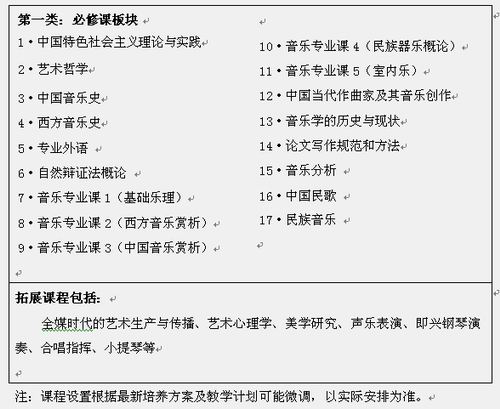 第一类：必修课板块
1·中国特色社会主义理论与实践
2·艺术哲学
3·中国音乐史
4·西方音乐史
5·专业外语
6·自然辩证法概论
7·音乐专业课1（基础乐理）
8·音乐专业课2（西方音乐赏析）
9·音乐专业课3（中国音乐赏析）
10·音乐专业课4（民族器乐概论）
11·音乐专业课5（室内乐）
12·中国当代作曲家及其音乐创作
13·音乐学的历史与现状
14·论文写作规范和方法
15·音乐分析
16·中国民歌
17·民族音乐
拓展课程包括：
全媒时代的艺术生产与传播、艺术心理学、美学研究、声乐表演、即兴钢琴演
奏、合唱指挥、小提琴等
注：课程设置根据最新培养方案及教学计划可能微调，以实际安排为准。